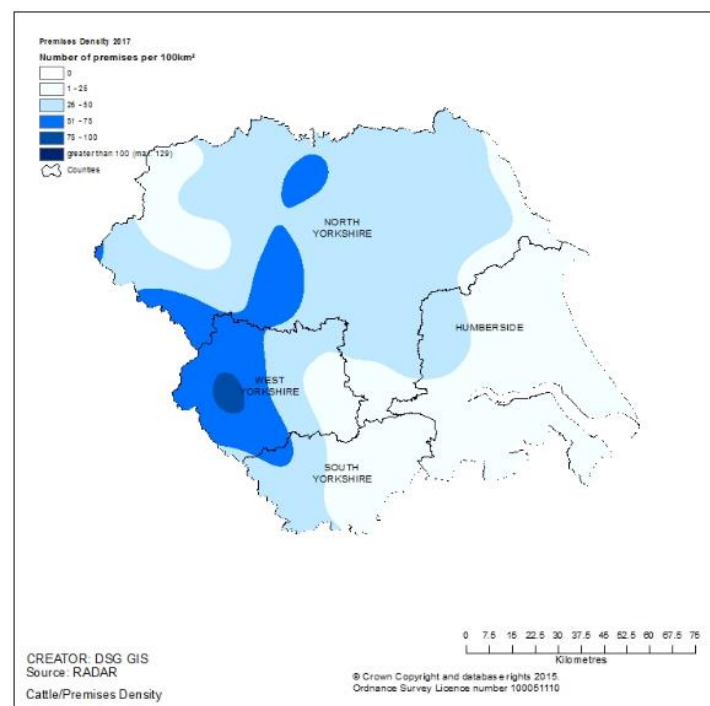 Premises Density 2017
Number of premises per 100km²
0
1 - 25
26 - 50
51 - 75
75 - 100
greater than 100 (max 129)
Counties
NORTH
YORKSHIRE
HUMBERSIDE
WEST
YORKSHIRE
SOUTH
YORKSHIRE
0 7.5 15 22.5 30 37.5 45 52.5 60 67.5 75
Kilometres
CREATOR: DSG GIS
Source: RADAR
Cattle/Premises Density
© Crown Copyright and database rights 2015.
Ordnance Survey Licence number 100051110